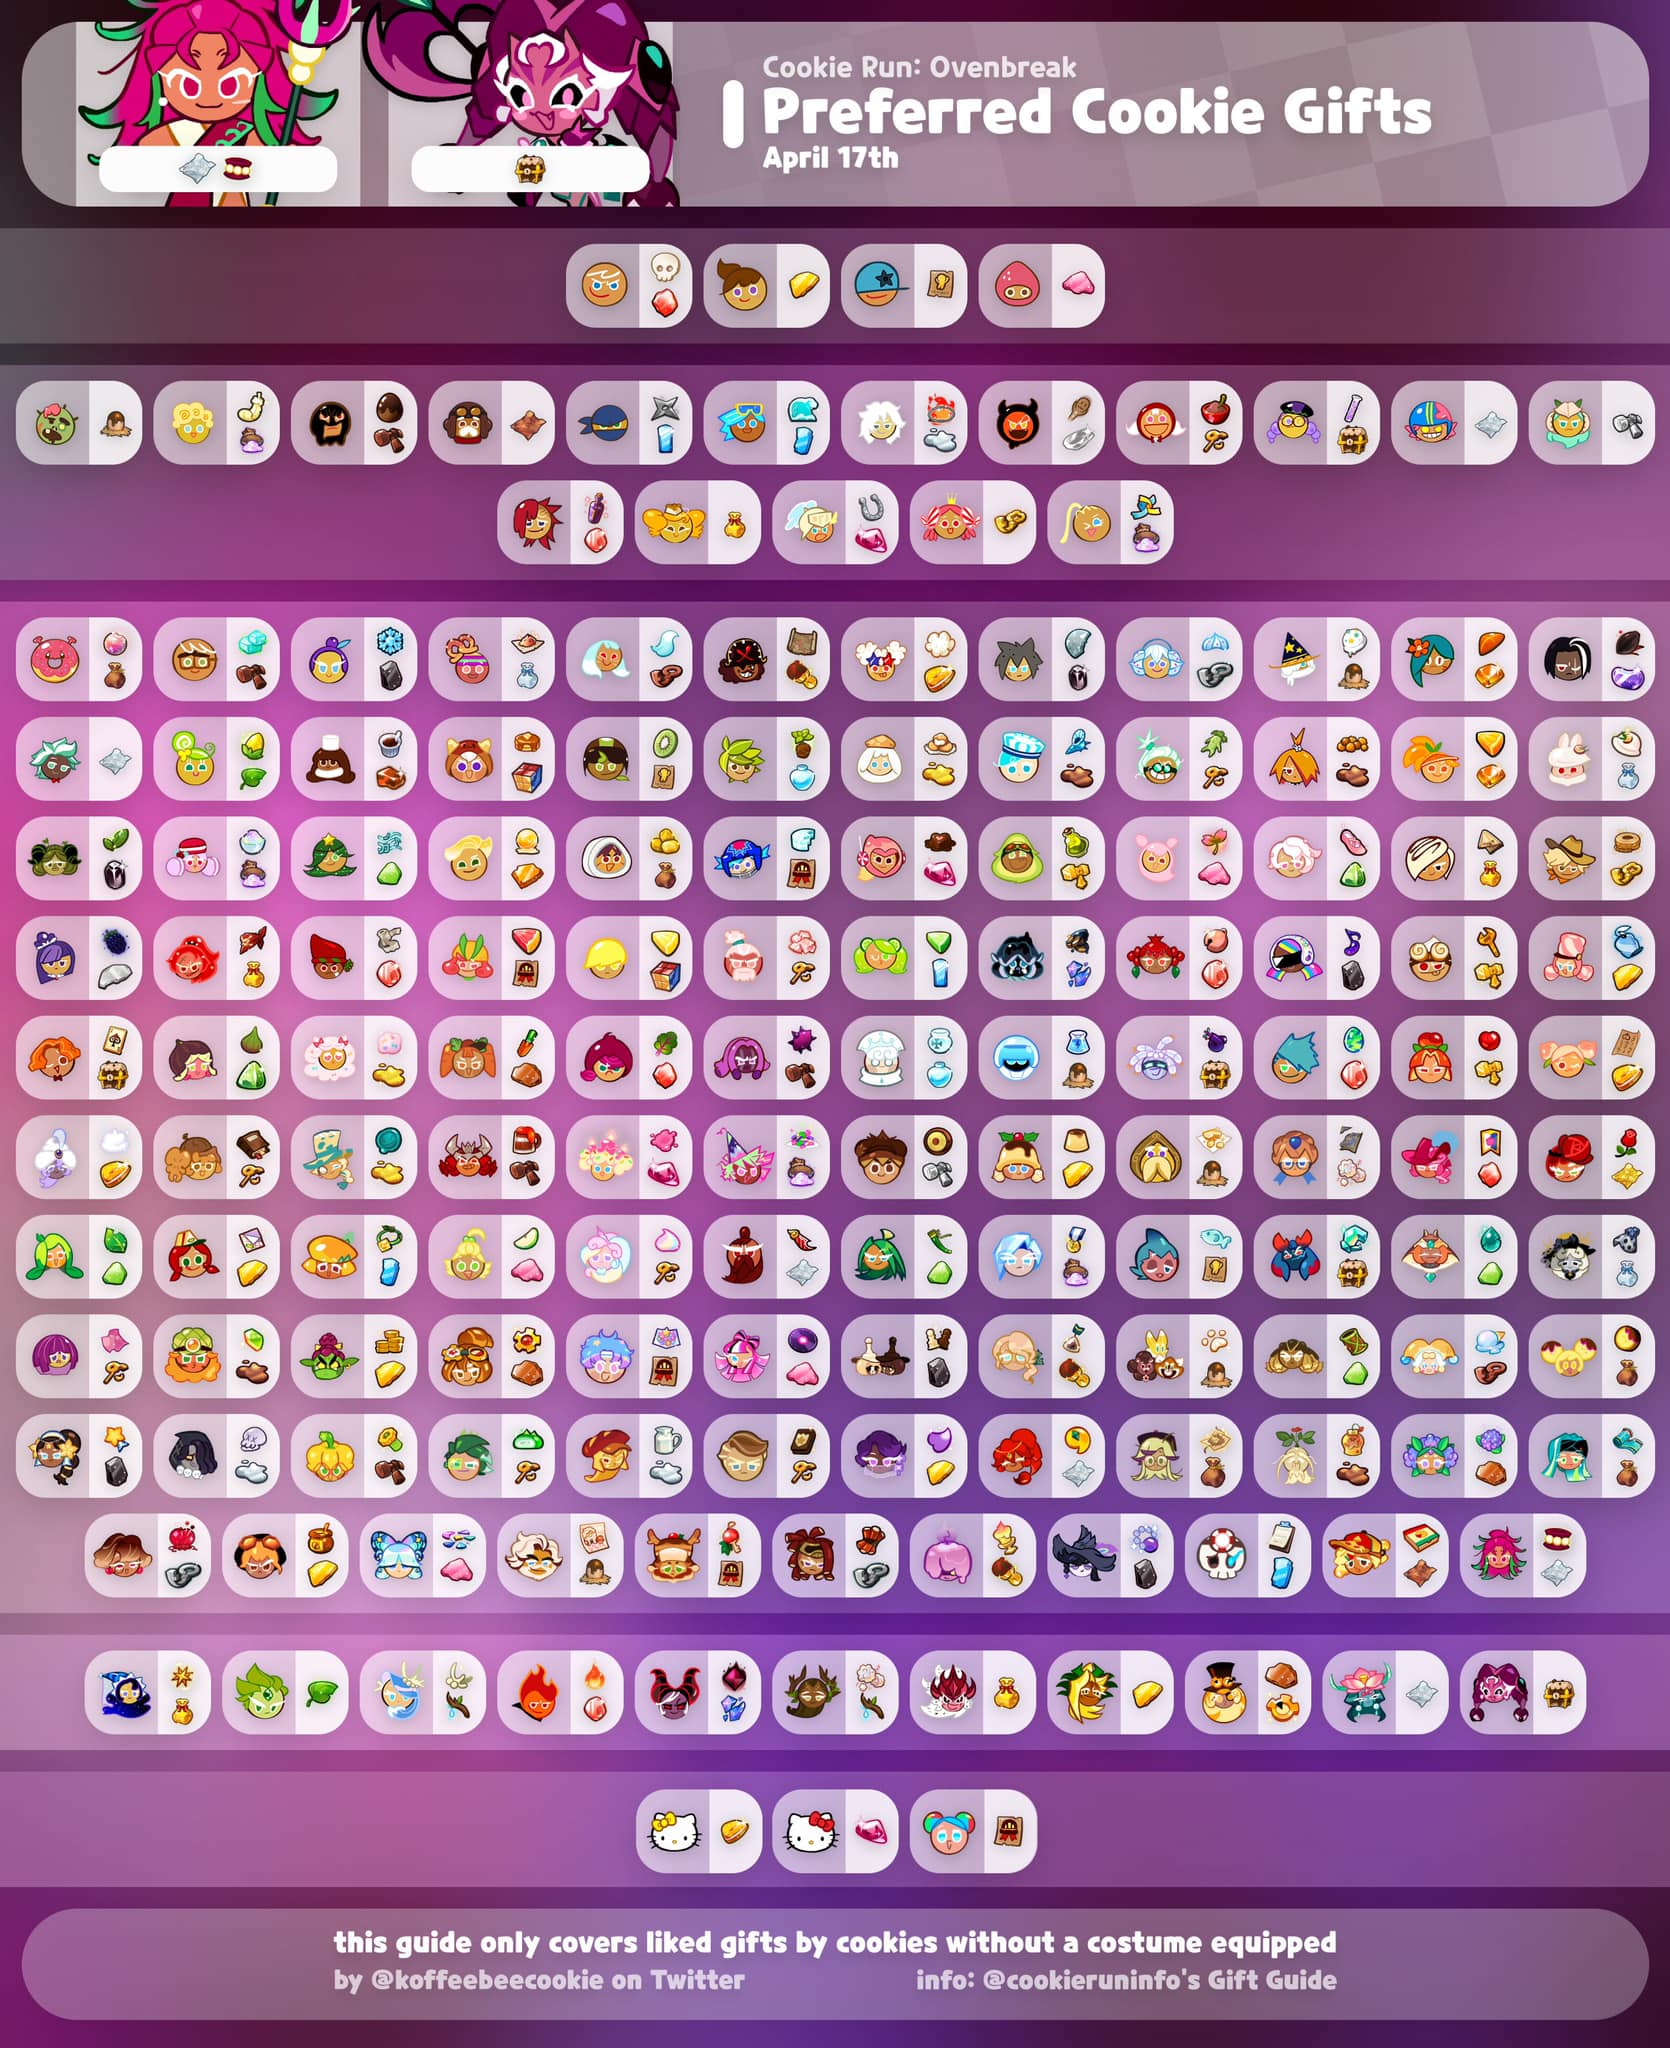 Cookie Run: Ovenbreak
Preferred Cookie Gifts
April 17th
this guide only covers liked gifts by cookies without a costume equipped
by @koffeebeecookie on Twitter
info: @cookieruninfo's Gift Guide